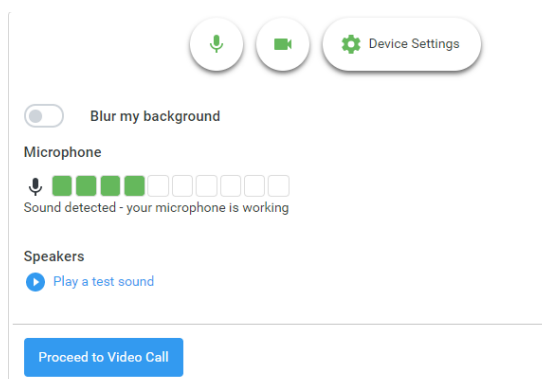 Device Settings
Blur my background
Microphone
Sound detected - your microphone is working
Speakers
Play a test sound
Proceed to Video Call